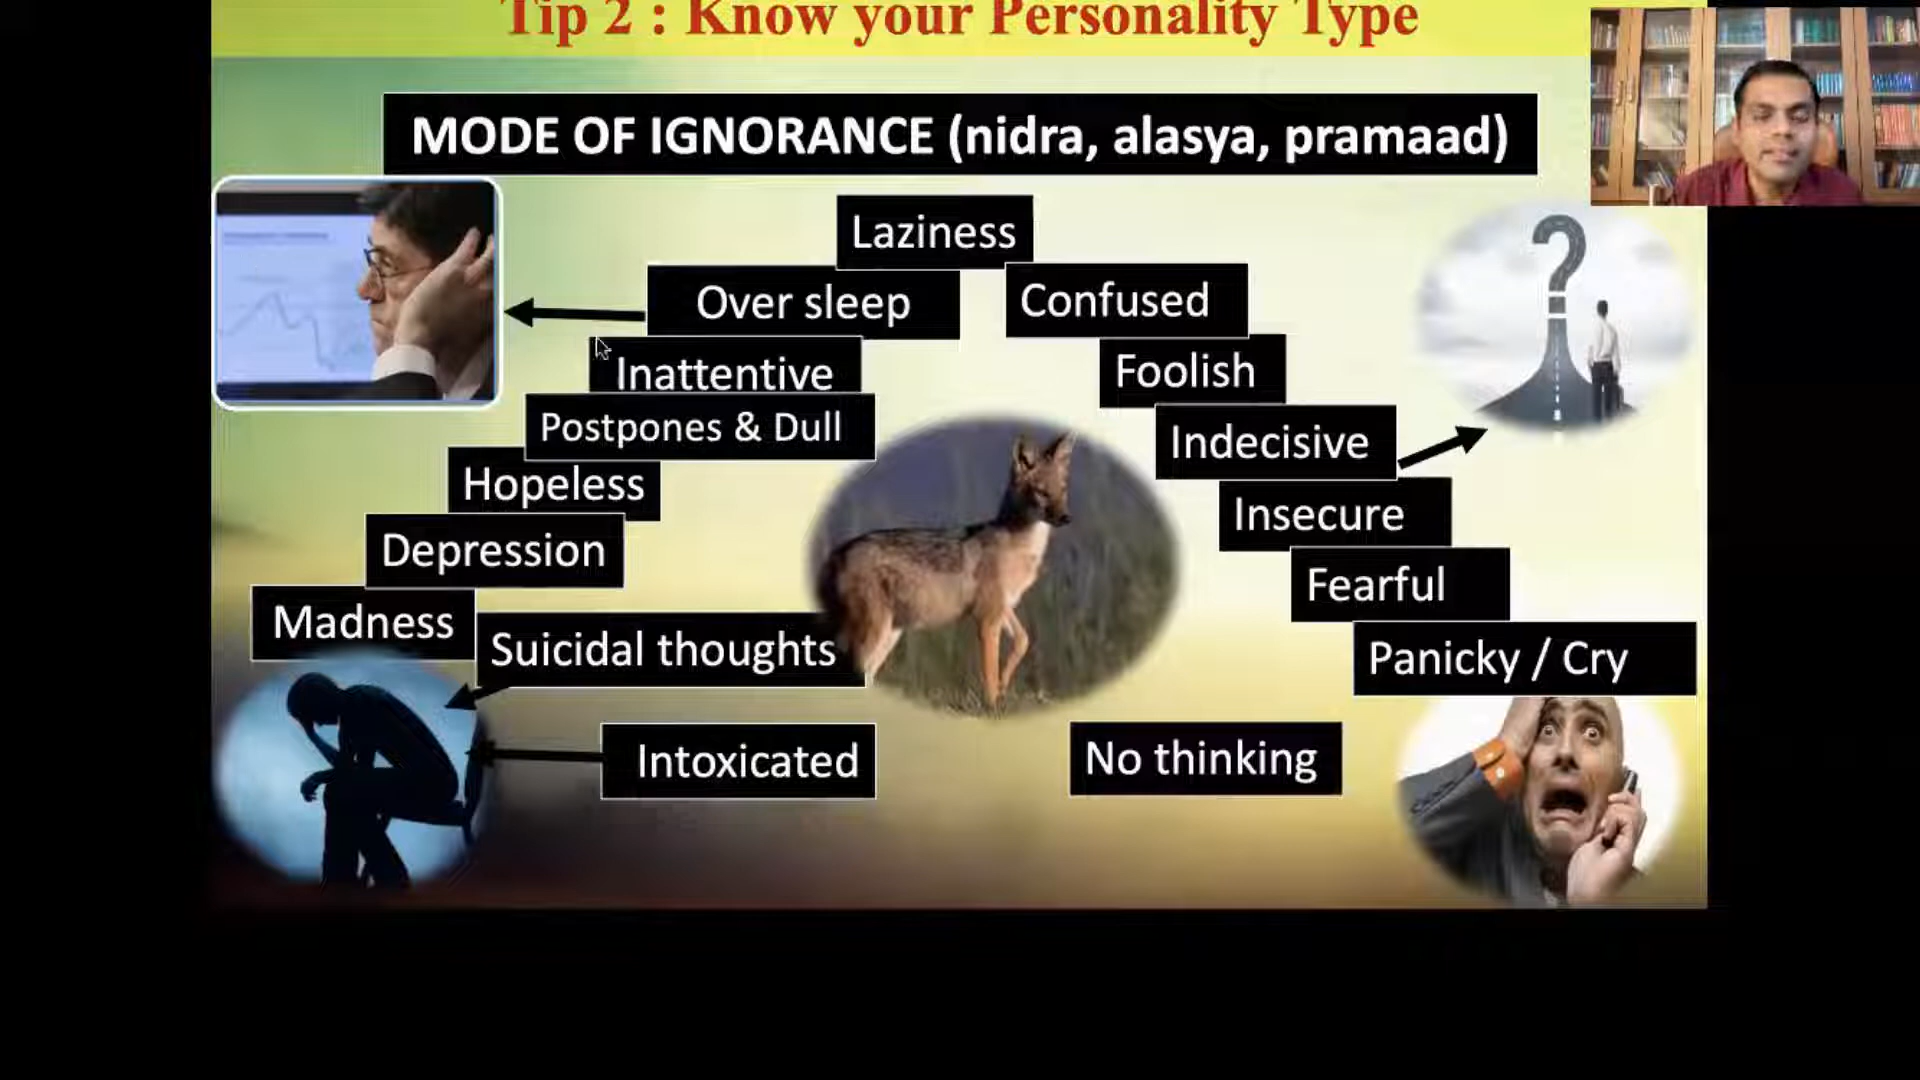 Tip 2 : Know your Personality Type
MODE OF IGNORANCE (nidra, alasya, pramaad)
Laziness
Over sleep
Confused
Inattentive
Foolish
Postpones & Dull
Indecisive
Hopeless
Insecure
Depression
Fearful
Madness
Suicidal thoughts
Panicky / Cry
Intoxicated
No thinking